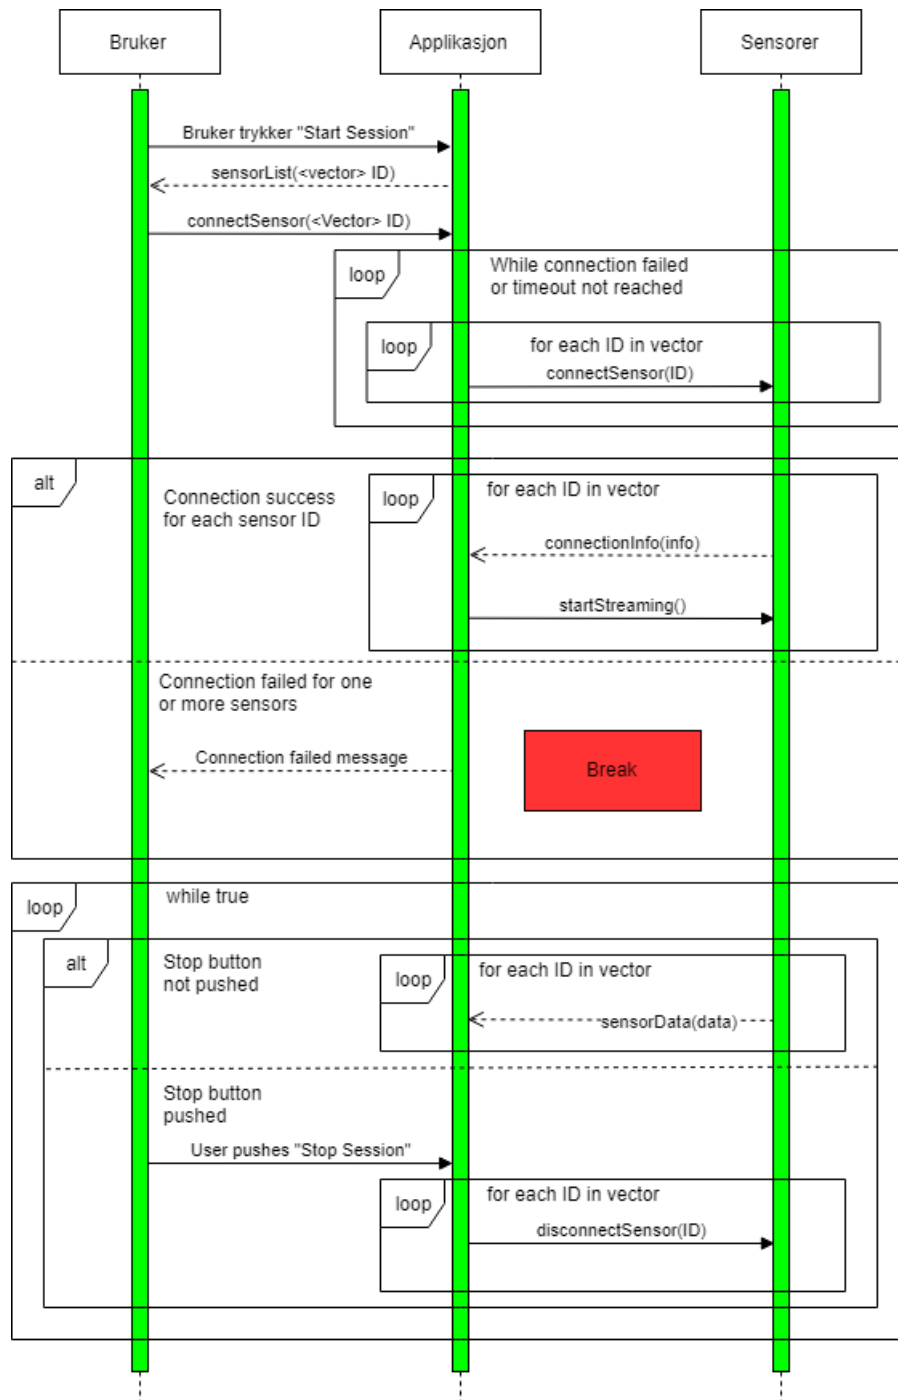 Bruker
Applikasjon
Sensorer
Bruker trykker "Start Session"
sensorList(<vector> ID)
connectSensor(<Vector> ID)
loop
While connection failed
or timeout not reached
loop
for each ID in vector
connectSensor(ID)
alt
Connection success
for each sensor ID
loop
for each ID in vector
connectionInfo(info)
startStreaming()
Connection failed for one
or more sensors
Connection failed message
Break
loop
while true
alt
Stop button
not pushed
loop
for each ID in vector
sensorData(data)
Stop button
pushed
User pushes "Stop Session"
loop
for each ID in vector
disconnectSensor(ID)